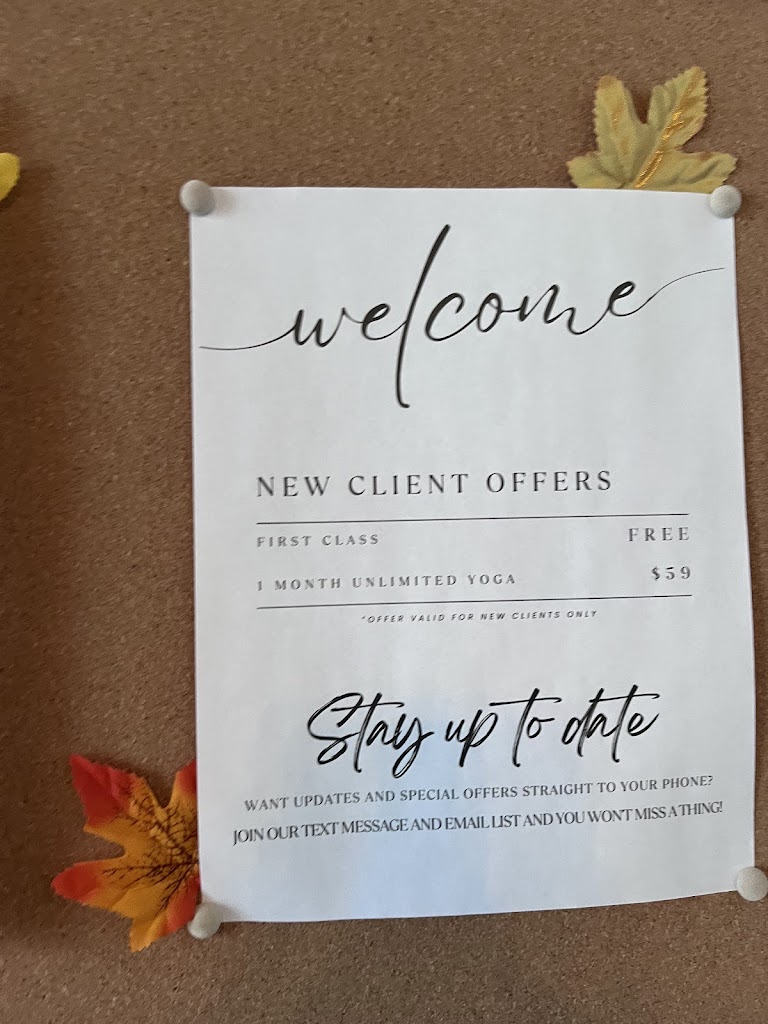 welcome
NEW CLIENT OFFERS
FIRST CLASS FREE
1 MONTH UNLIMITED YOGA $59
*OFFER VALID FOR NEW CLIENTS ONLY
Stay up to date
WANT UPDATES AND SPECIAL OFFERS STRAIGHT TO YOUR PHONE?
JOIN OUR TEXT MESSAGE AND EMAIL LIST AND YOU WON'T MISS A THING!